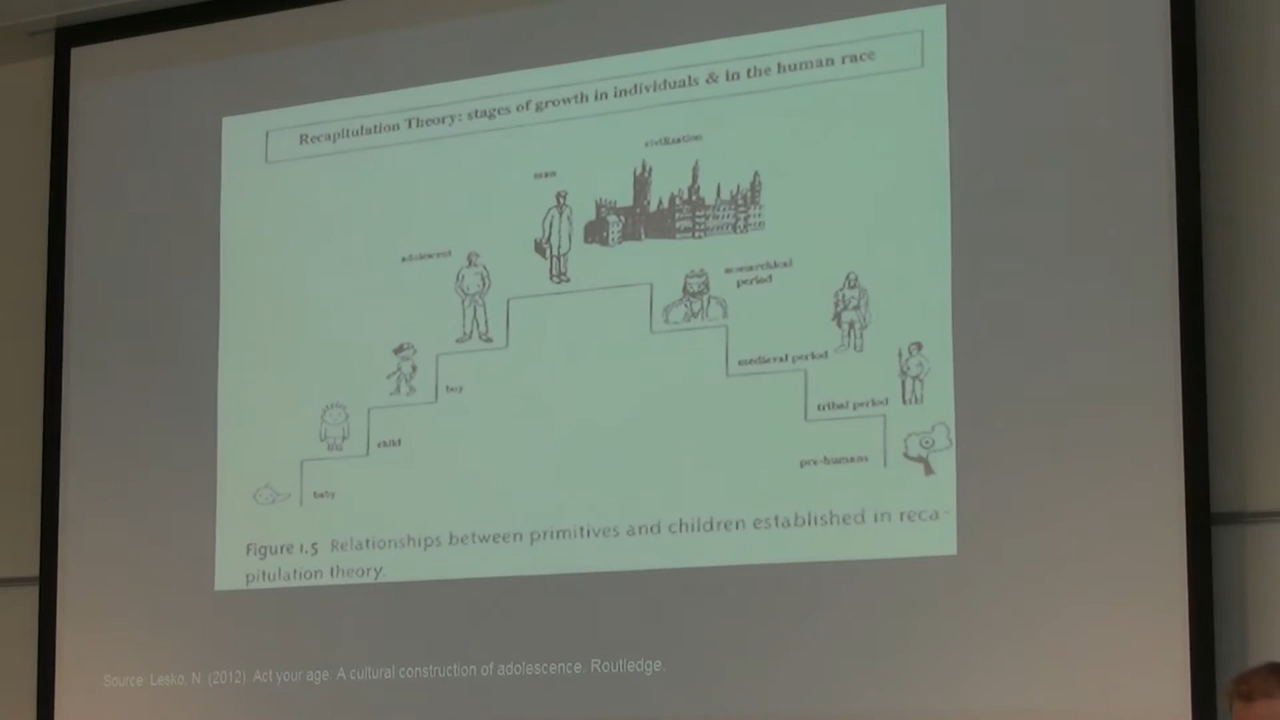 Recapitulation Theory: stages of growth in individuals & in the human race
civilization
man
adolescent
monarchical
period
boy
medieval period
child
tribal period
baby
pre-humans
Figure 1.5 Relationships between primitives and children established in reca-
pitulation theory.
Source: Lesko, N. (2012). Act your age: A cultural construction of adolescence. Routledge.